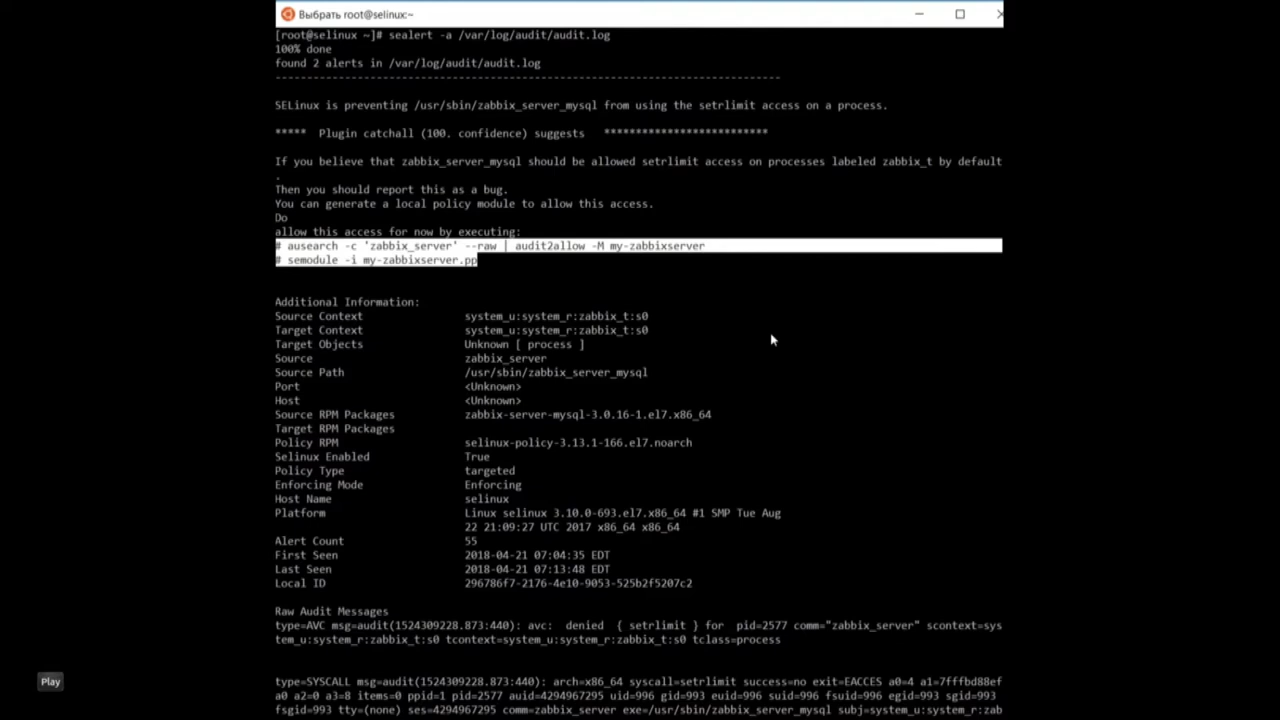 Выбрать root@selinux:~
[root@selinux ~]# sealert -a /var/log/audit/audit.log
100% done
found 2 alerts in /var/log/audit/audit.log
--------------------------------------------------------------------------------
SELinux is preventing /usr/sbin/zabbix_server_mysql from using the setrlimit access on a process.
*****  Plugin catchall (100. confidence) suggests   **************************
If you believe that zabbix_server_mysql should be allowed setrlimit access on processes labeled zabbix_t by default
.
Then you should report this as a bug.
You can generate a local policy module to allow this access.
Do
allow this access for now by executing:
# ausearch -c 'zabbix_server' --raw | audit2allow -M my-zabbixserver
# semodule -i my-zabbixserver.pp
Additional Information:
Source Context                system_u:system_r:zabbix_t:s0
Target Context                system_u:system_r:zabbix_t:s0
Target Objects                Unknown [ process ]
Source                        zabbix_server
Source Path                   /usr/sbin/zabbix_server_mysql
Port                          <Unknown>
Host                          <Unknown>
Source RPM Packages           zabbix-server-mysql-3.0.16-1.el7.x86_64
Target RPM Packages
Policy RPM                    selinux-policy-3.13.1-166.el7.noarch
Selinux Enabled               True
Policy Type                   targeted
Enforcing Mode                Enforcing
Host Name                     selinux
Platform                      Linux selinux 3.10.0-693.el7.x86_64 #1 SMP Tue Aug
22 21:09:27 UTC 2017 x86_64 x86_64
Alert Count                   55
First Seen                    2018-04-21 07:04:35 EDT
Last Seen                     2018-04-21 07:13:48 EDT
Local ID                      296786f7-2176-4e10-9053-525b2f5207c2
Raw Audit Messages
type=AVC msg=audit(1524309228.873:440): avc:  denied  { setrlimit } for  pid=2577 comm="zabbix_server" scontext=sys
tem_u:system_r:zabbix_t:s0 tcontext=system_u:system_r:zabbix_t:s0 tclass=process
Play
type=SYSCALL msg=audit(1524309228.873:440): arch=x86_64 syscall=setrlimit success=no exit=EACCES a0=4 a1=7fffbd88ef
a0 a2=0 a3=8 items=0 ppid=1 pid=2577 auid=4294967295 uid=996 gid=993 euid=996 suid=996 fsuid=996 egid=993 sgid=993
fsgid=993 tty=(none) ses=4294967295 comm=zabbix_server exe=/usr/sbin/zabbix_server_mysql subj=system_u:system_r:zab